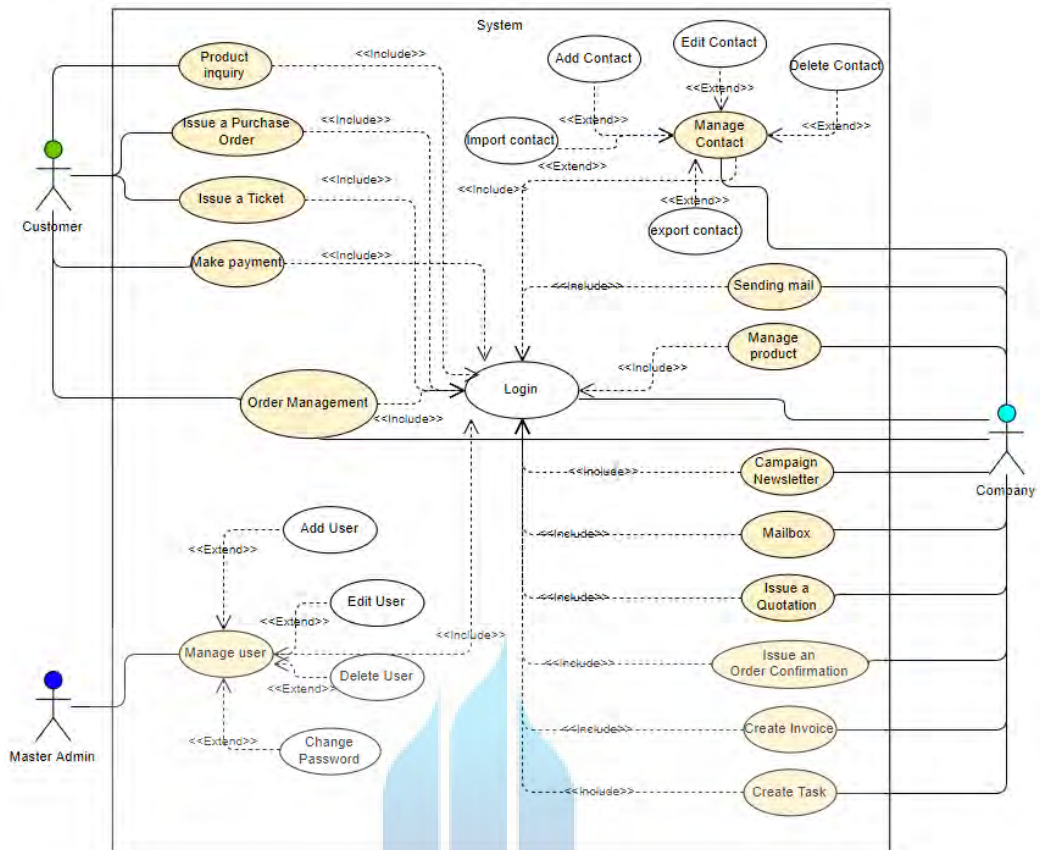 System
Product
inquiry
<<Include>>
Issue a Purchase
Order
<<Include>>
Issue a Ticket
<<Include>>
Make payment
<<Include>>
Customer
Order Management
<<Include>>
Add Contact
Edit Contact
Delete Contact
<<Extend>>
<<Extend>>
<<Extend>>
Import contact
<<Extend>>
Manage
Contact
<<Include>>
<<Extend>>
export contact
<<Include>>
Sending mail
<<Include>>
Manage
product
Login
Company
<<Include>>
Campaign
Newsletter
<<Include>>
Mailbox
<<Include>>
Issue a
Quotation
<<Include>>
Issue an
Order Confirmation
<<Include>>
Create Invoice
<<Include>>
Create Task
Add User
<<Extend>>
Edit User
<<Extend>>
<<Include>>
Manage user
Delete User
<<Extend>>
<<Extend>>
Change
Password
Master Admin